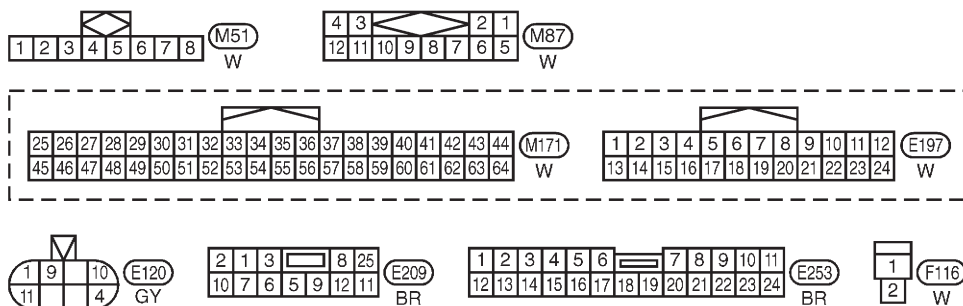 4 3 2 1
1 2 3 4 5 6 7 8 M51 12 11 10 9 8 7 6 5 M87
W W
25 26 27 28 29 30 31 32 33 34 35 36 37 38 39 40 41 42 43 44 M171 1 2 3 4 5 6 7 8 9 10 11 12 E197
45 46 47 48 49 50 51 52 53 54 55 56 57 58 59 60 61 62 63 64 W 13 14 15 16 17 18 19 20 21 22 23 24 W
1 9 10 E120 2 1 3 8 25 E209 1 2 3 4 5 6 7 8 9 10 11 E253 1 F116
11 4 GY 10 7 6 5 9 12 11 BR 12 13 14 15 16 17 18 19 20 21 22 23 24 BR 2 W